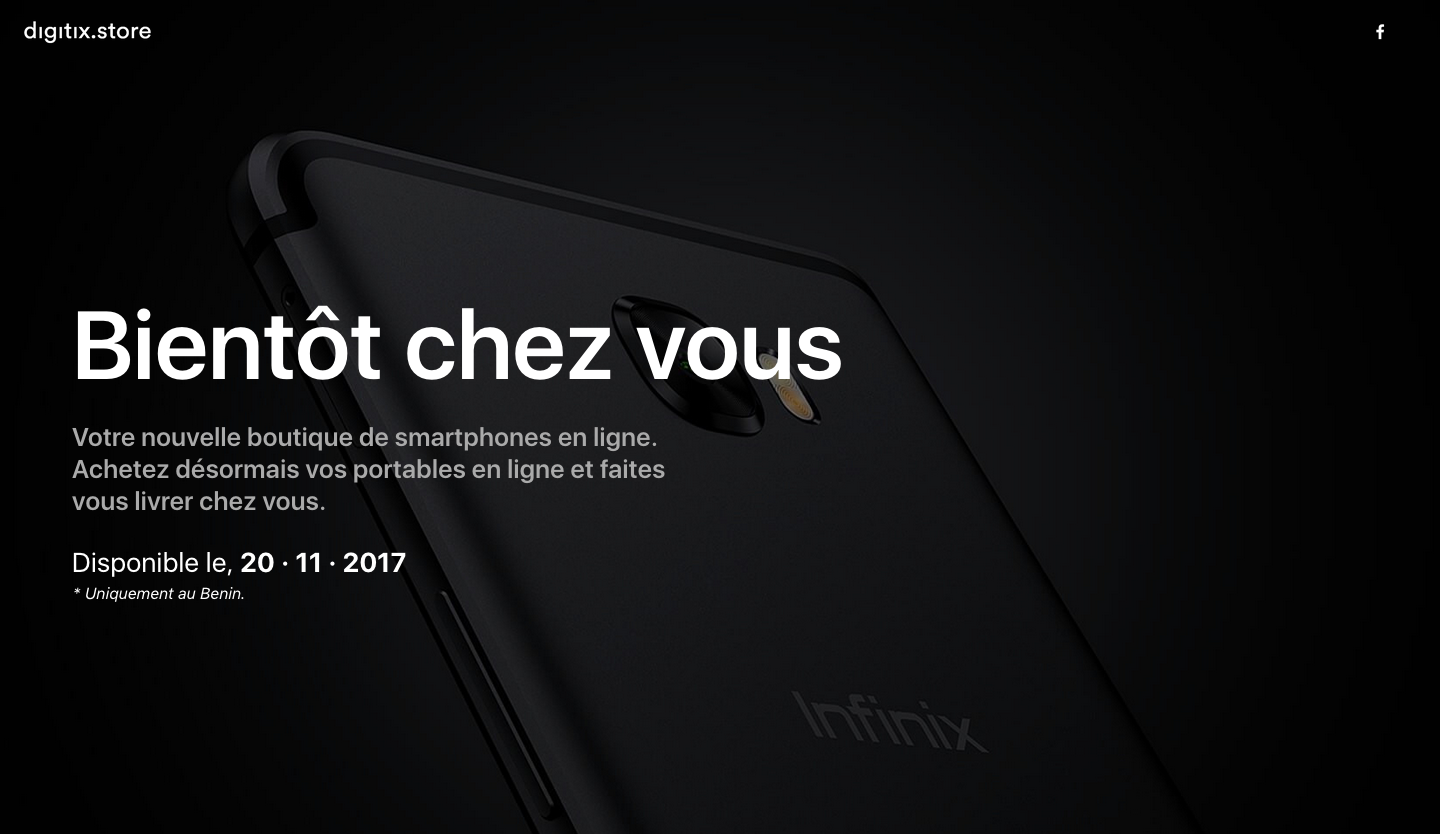 dıgıtıx.store
f
Bientôt chez vous
Votre nouvelle boutique de smartphones en ligne.
Achetez désormais vos portables en ligne et faites
vous livrer chez vous.
Disponible le, 20 · 11 · 2017
* Uniquement au Benin.
Infinix